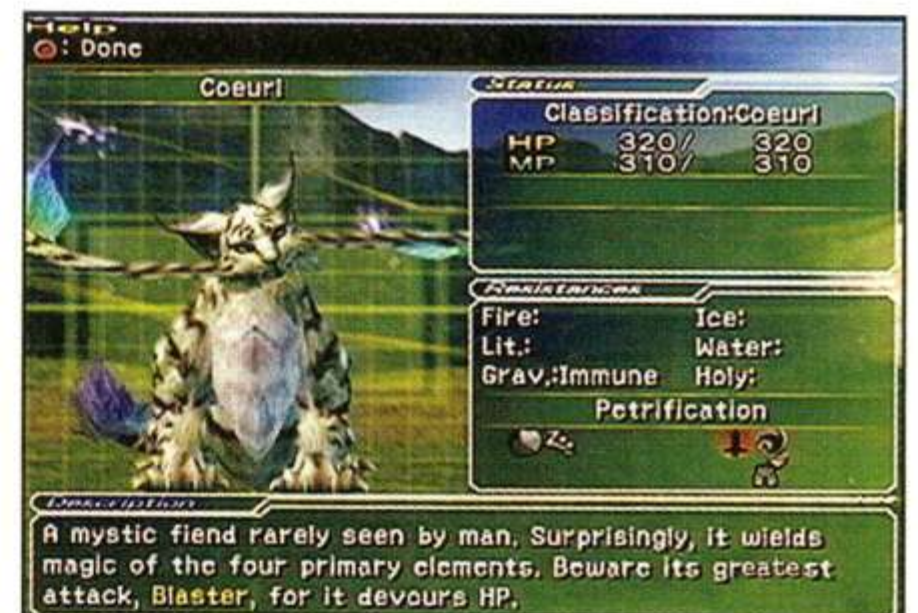 Help
: Done
Coeurl
Status
Classification:Coeurl
HP 320/ 320
MP 310/ 310
Resistances
Fire: Ice:
Lit.: Water:
Grav.:Immune Holy:
Petrification
Description
A mystic fiend rarely seen by man. Surprisingly, it wields
magic of the four primary elements. Beware its greatest
attack, Blaster, for it devours HP.